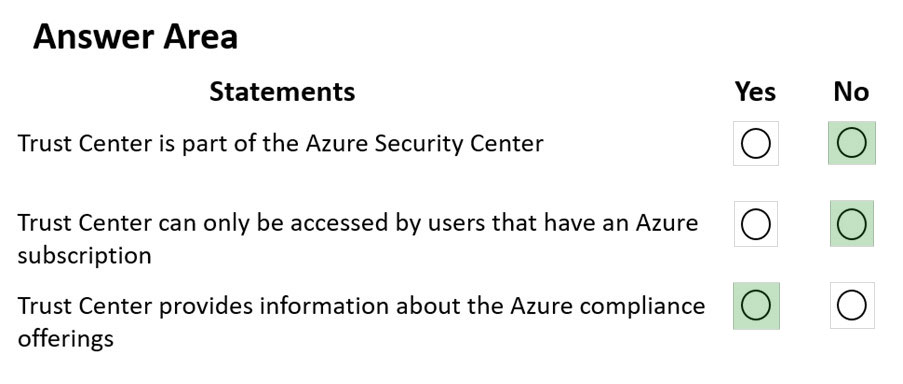 Answer Area
Statements Yes No
Trust Center is part of the Azure Security Center
Trust Center can only be accessed by users that have an Azure
subscription
Trust Center provides information about the Azure compliance
offerings